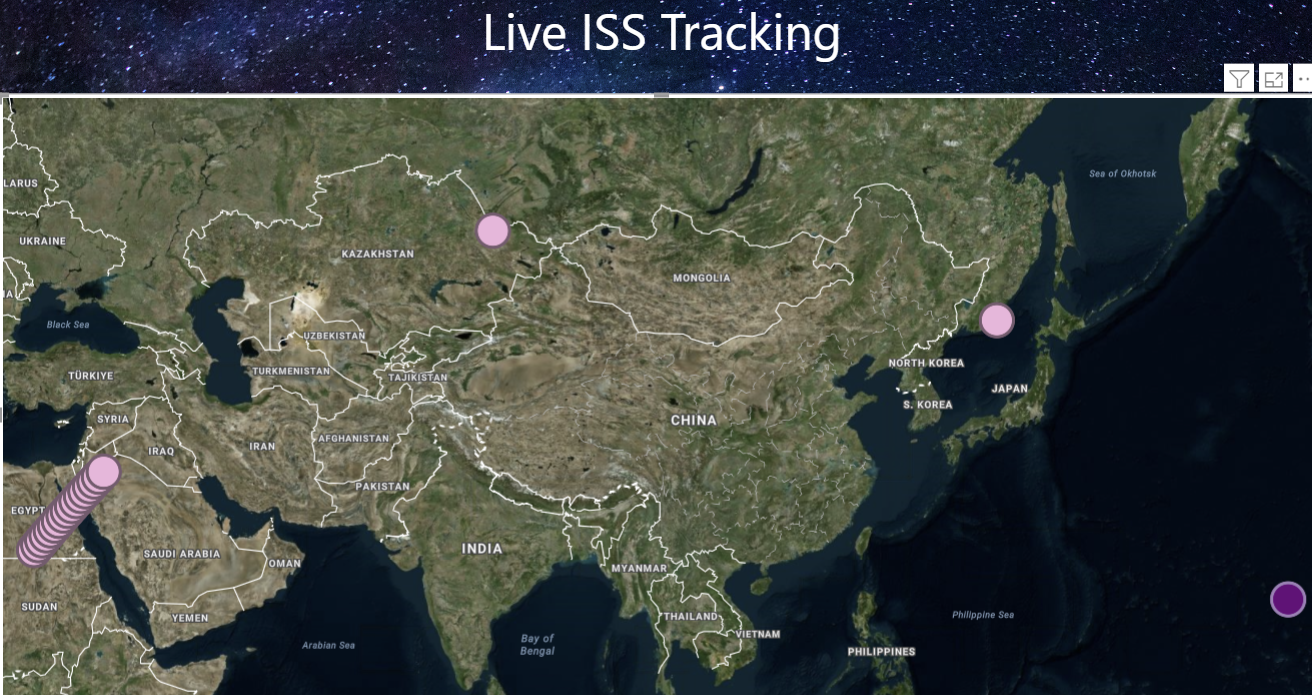 Live ISS Tracking
Sea of Okhotsk
LARUS
UKRAINE
KAZAKHSTAN
MONGOLIA
IA
Black Sea
UZBEKISTAN
NORTH KOREA
TURKMENISTAN
TÜRKIYE
TAJIKISTAN
JAPAN
S. KOREA
SYRIA
CHINA
AFGHANISTAN
IRAN
IRAQ
PAKISTAN
EGYPT
INDIA
SAUDI ARABIA
OMAN
MYANMAR
SUDAN
Philippine Sea
THAILAND
YEMEN
VIETNAM
Arabian Sea
Bay of
Bengal
PHILIPPINES